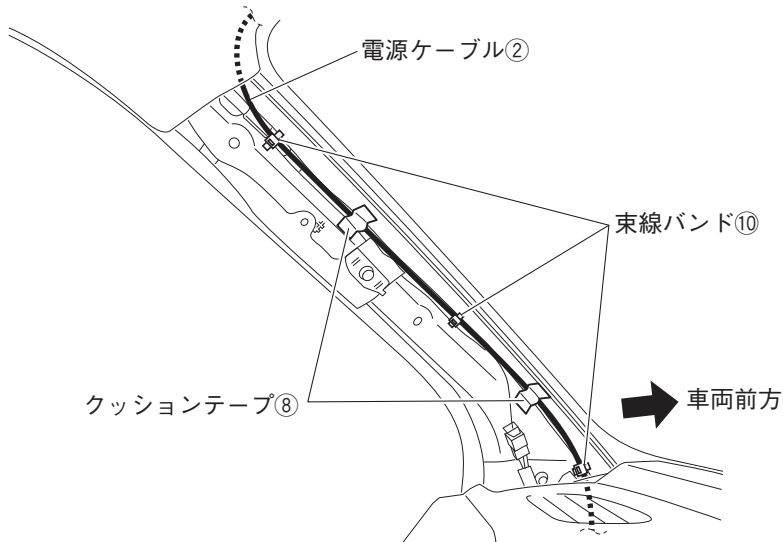 電源ケーブル②
束線バンド⑩
クッションテープ⑧
車両前方